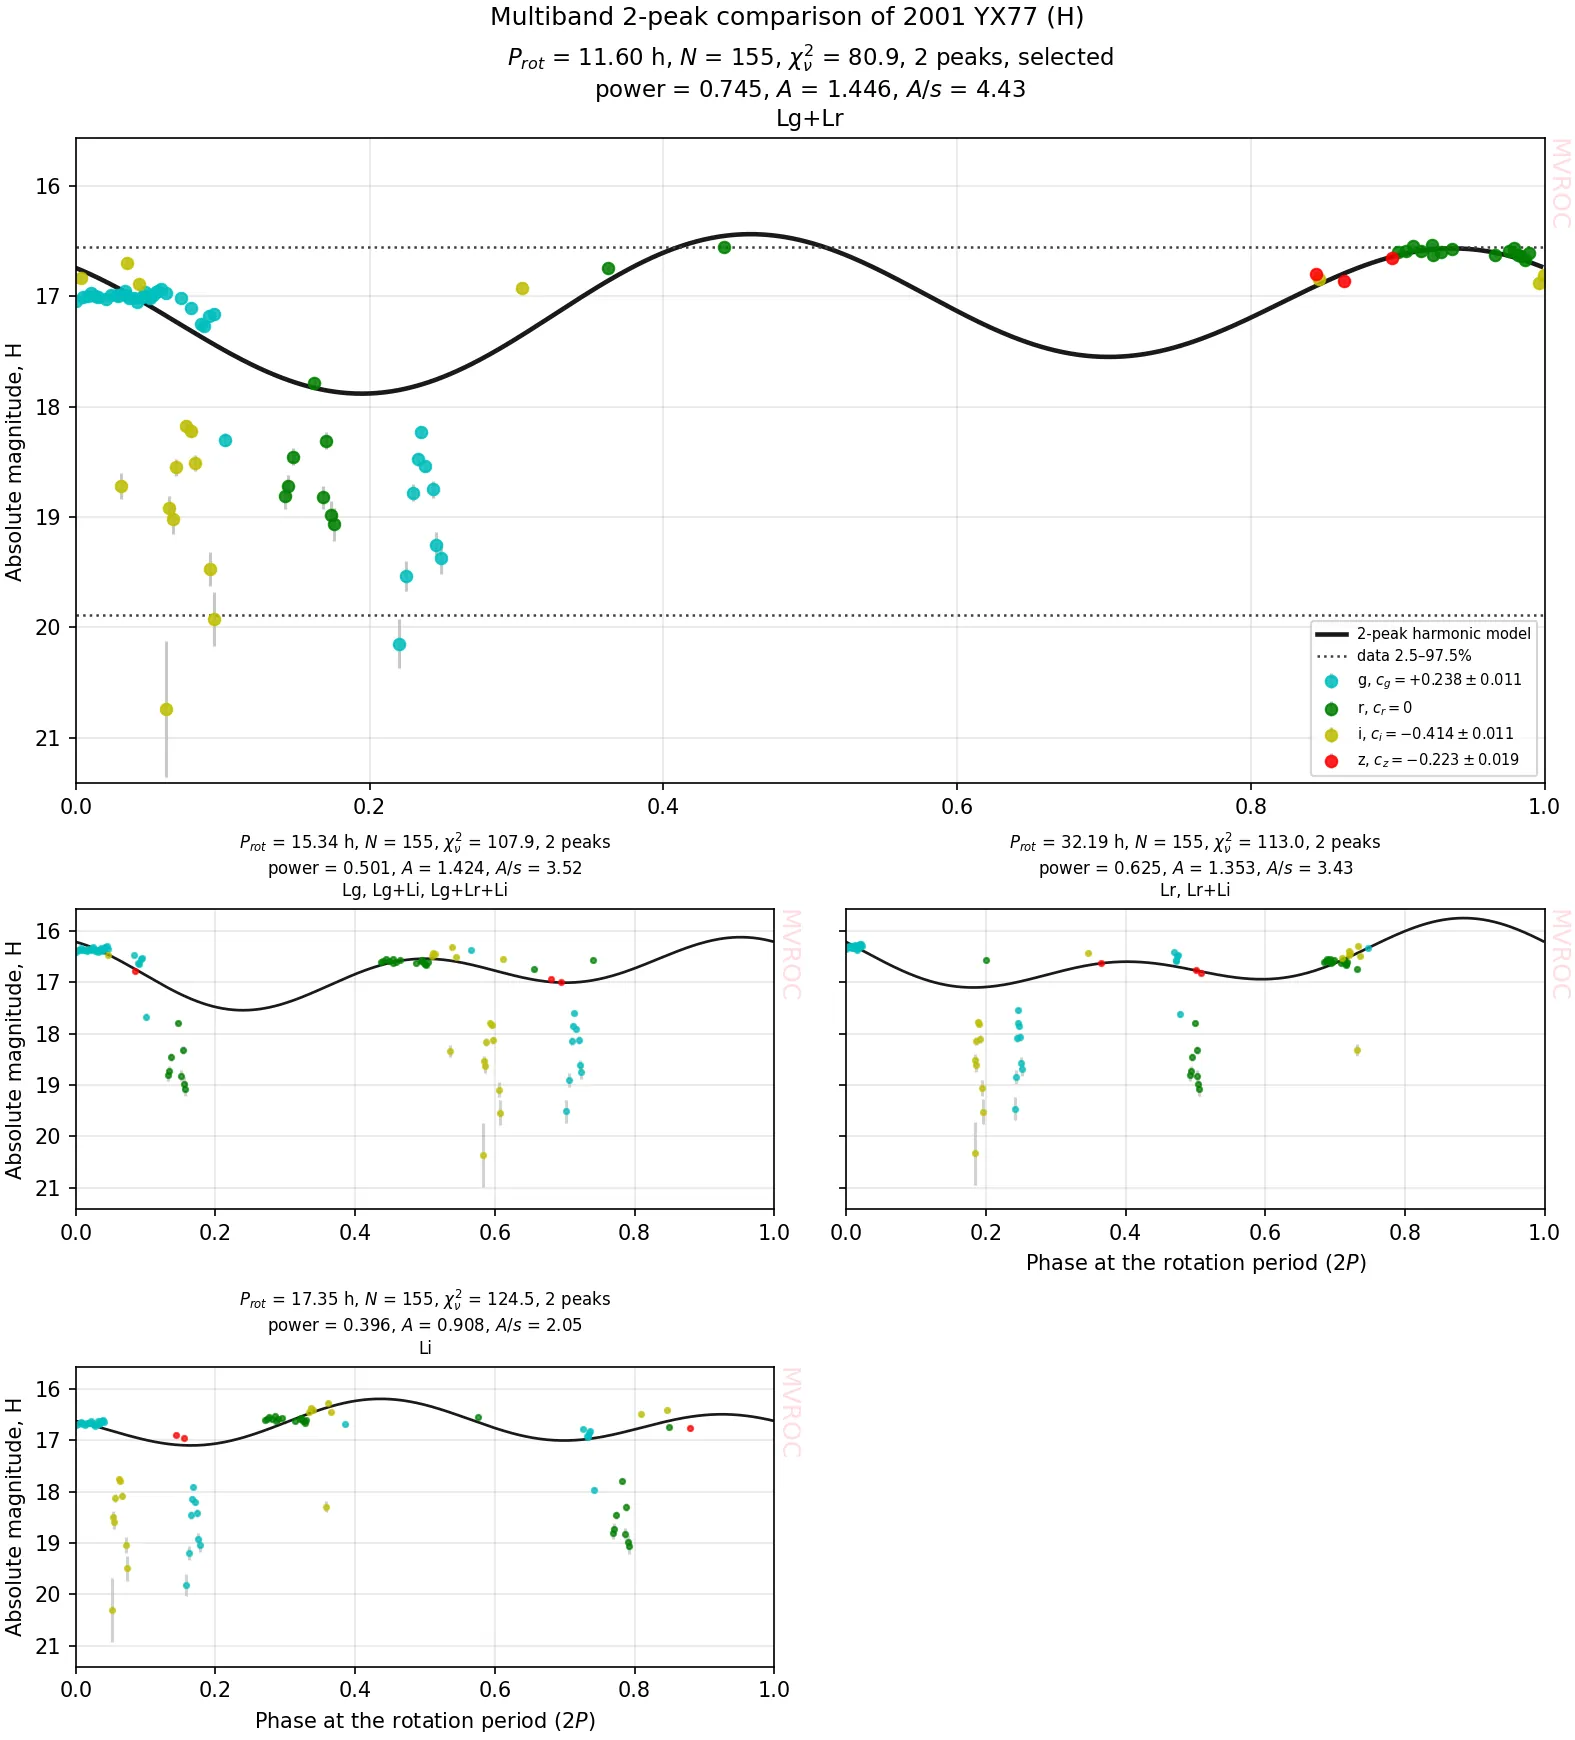 Multiband 2-peak comparison of 2001 YX77 (H)
P_rot = 11.60 h, N = 155, χ²_ν = 80.9, 2 peaks, selected
power = 0.745, A = 1.446, A/s = 4.43
Lg+Lr
MVROC
Absolute magnitude, H
16
17
18
19
20
21
2-peak harmonic model
data 2.5–97.5%
g, c_g = +0.238 ± 0.011
r, c_r = 0
i, c_i = −0.414 ± 0.011
z, c_z = −0.223 ± 0.019
0.0 0.2 0.4 0.6 0.8 1.0
P_rot = 15.34 h, N = 155, χ²_ν = 107.9, 2 peaks
power = 0.501, A = 1.424, A/s = 3.52
Lg, Lg+Li, Lg+Lr+Li
MVROC
Absolute magnitude, H
16
17
18
19
20
21
0.0 0.2 0.4 0.6 0.8 1.0
P_rot = 32.19 h, N = 155, χ²_ν = 113.0, 2 peaks
power = 0.625, A = 1.353, A/s = 3.43
Lr, Lr+Li
MVROC
0.0 0.2 0.4 0.6 0.8 1.0
Phase at the rotation period (2P)
P_rot = 17.35 h, N = 155, χ²_ν = 124.5, 2 peaks
power = 0.396, A = 0.908, A/s = 2.05
Li
MVROC
Absolute magnitude, H
16
17
18
19
20
21
0.0 0.2 0.4 0.6 0.8 1.0
Phase at the rotation period (2P)